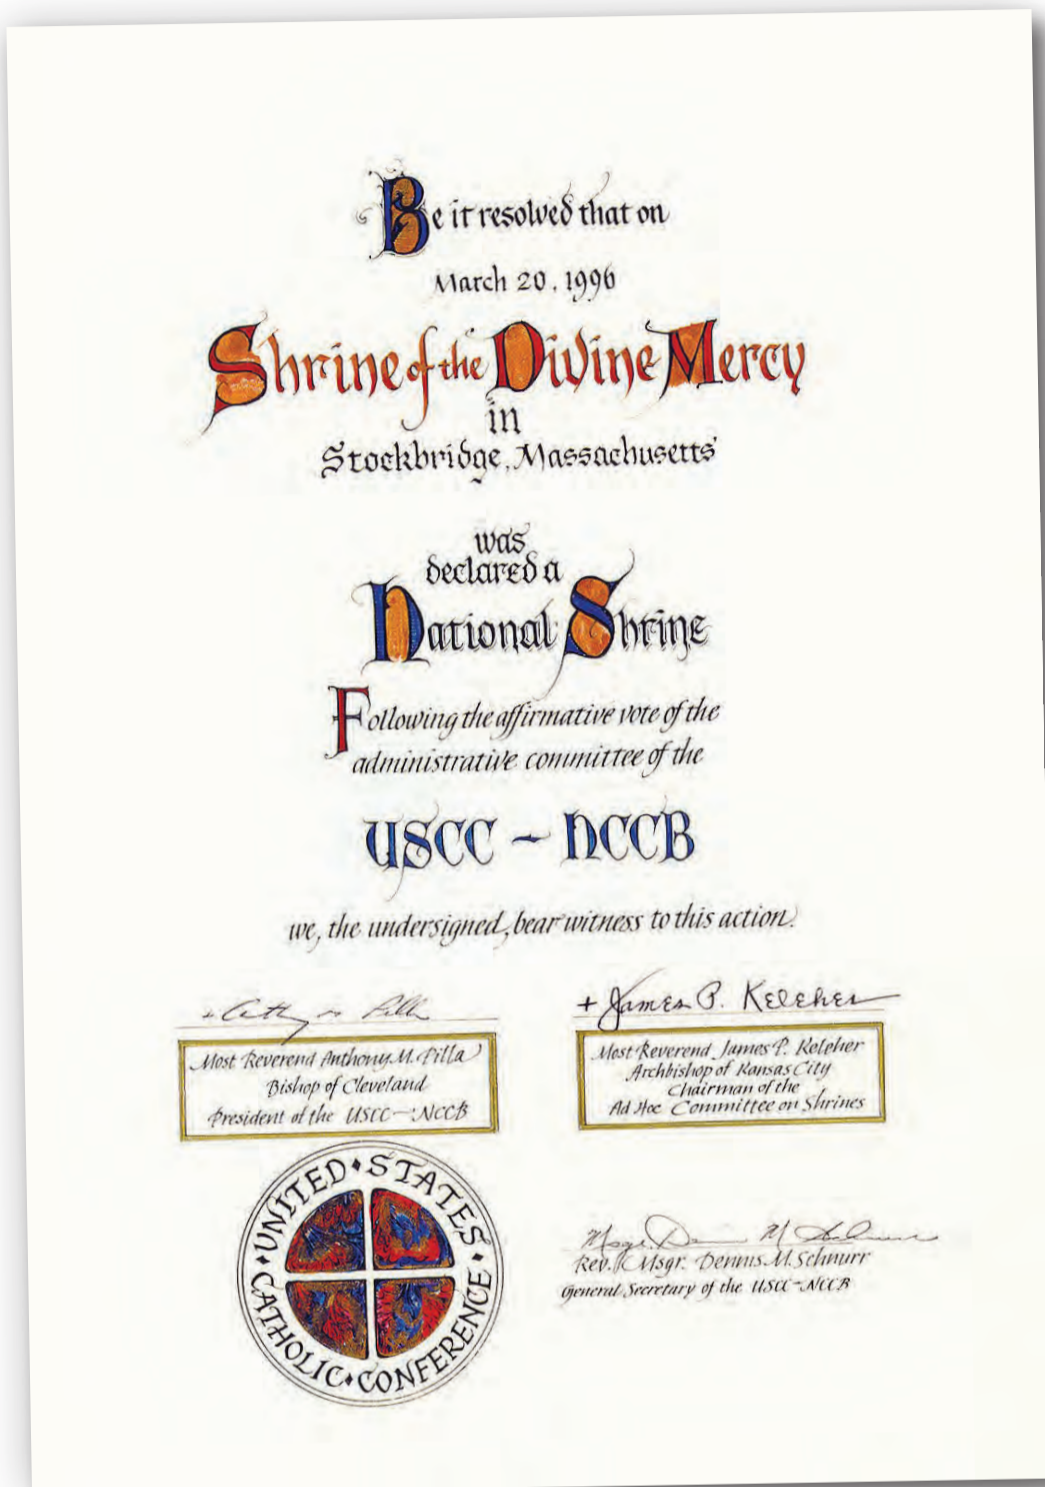 Be it resolved that on
March 20, 1996
Shrine of the Divine Mercy
in
Stockbridge, Massachusetts
was
declared a
National Shrine
Following the affirmative vote of the
administrative committee of the
USCC – NCCB
we, the undersigned, bear witness to this action.
+ James P. Keleher
Most Reverend Anthony M. Pilla
Bishop of Cleveland
President of the USCC – NCCB
Most Reverend James P. Keleher
Archbishop of Kansas City
Chairman of the
Ad Hoc Committee on Shrines
UNITED • STATES • CATHOLIC • CONFERENCE •
Rev. Msgr. Dennis M. Schnurr
General Secretary of the USCC – NCCB